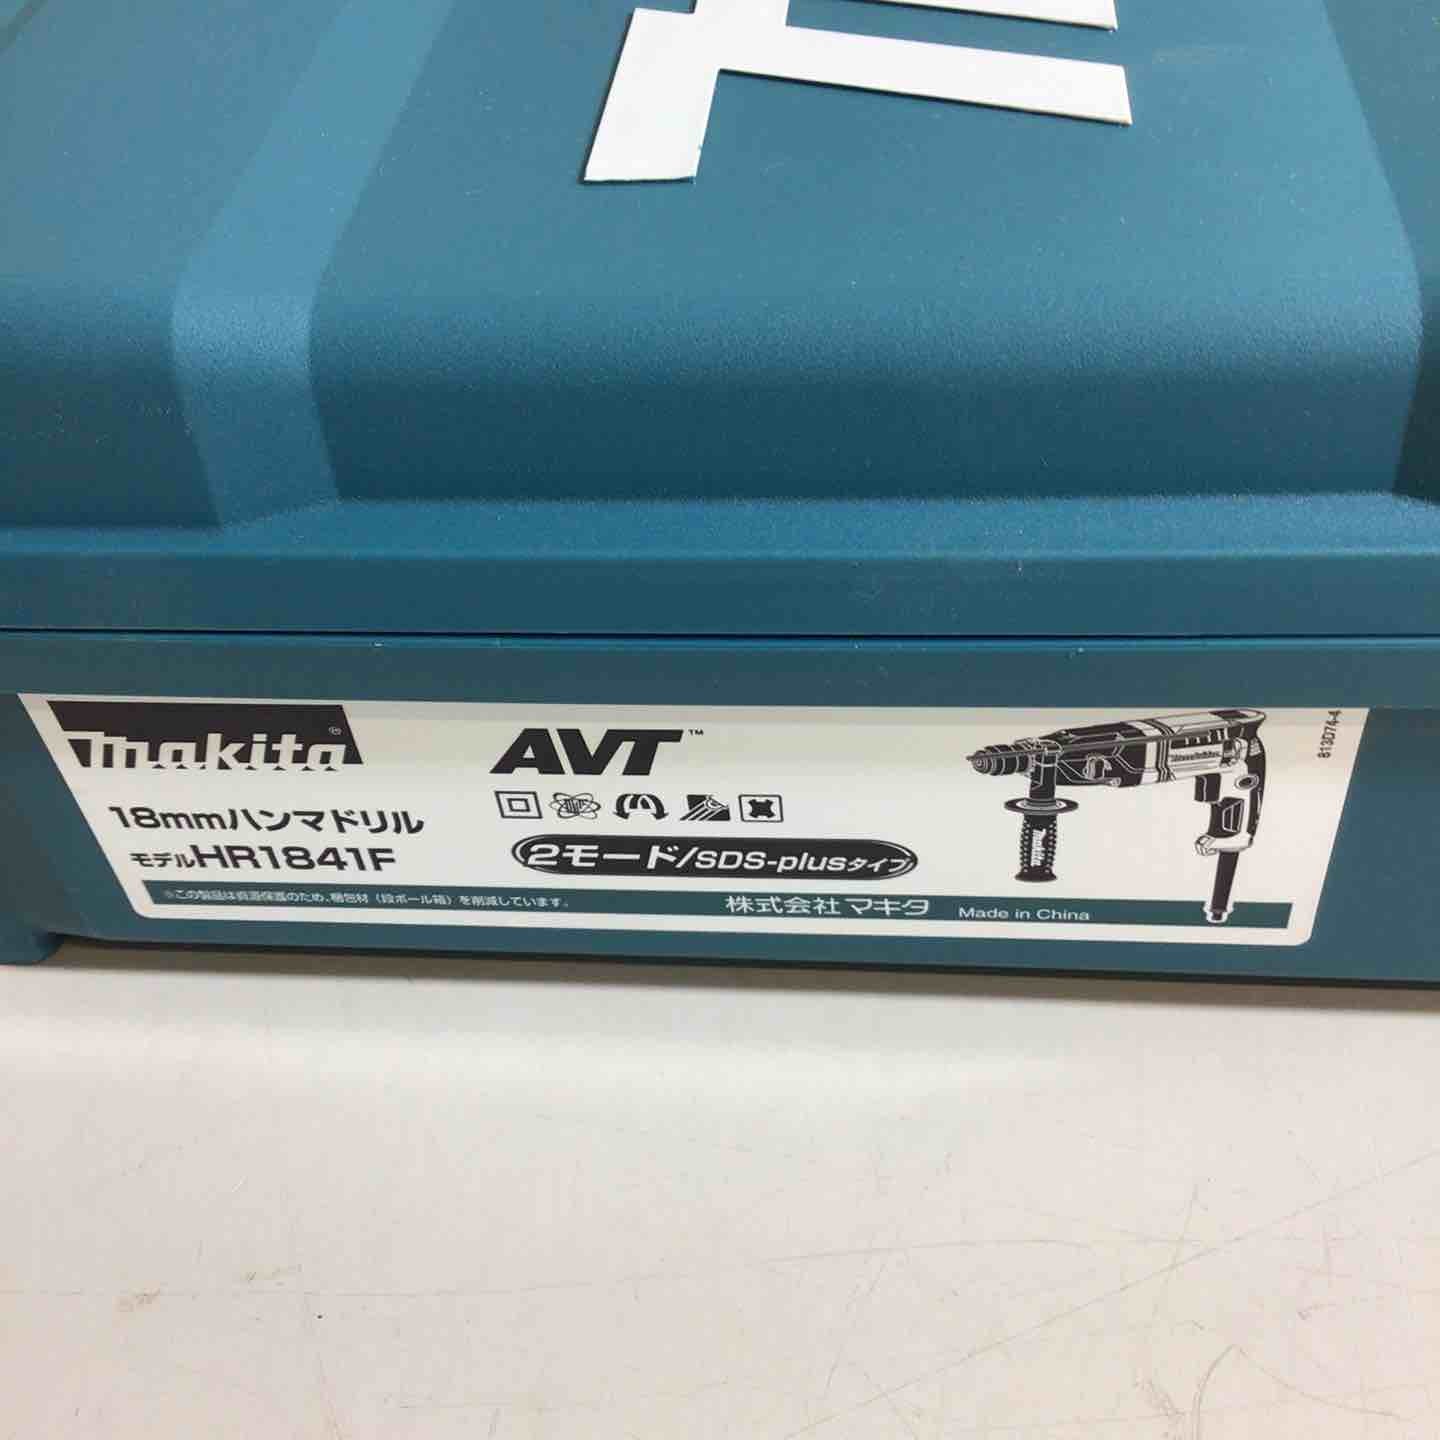 makita®
18mmハンマドリル
モデルHR1841F
AVT™
2モード/SDS-plusタイプ
※この製品は資源保護のため、梱包材（段ボール箱）を削減しています。
株式会社マキタ Made in China
813D74-4
makita